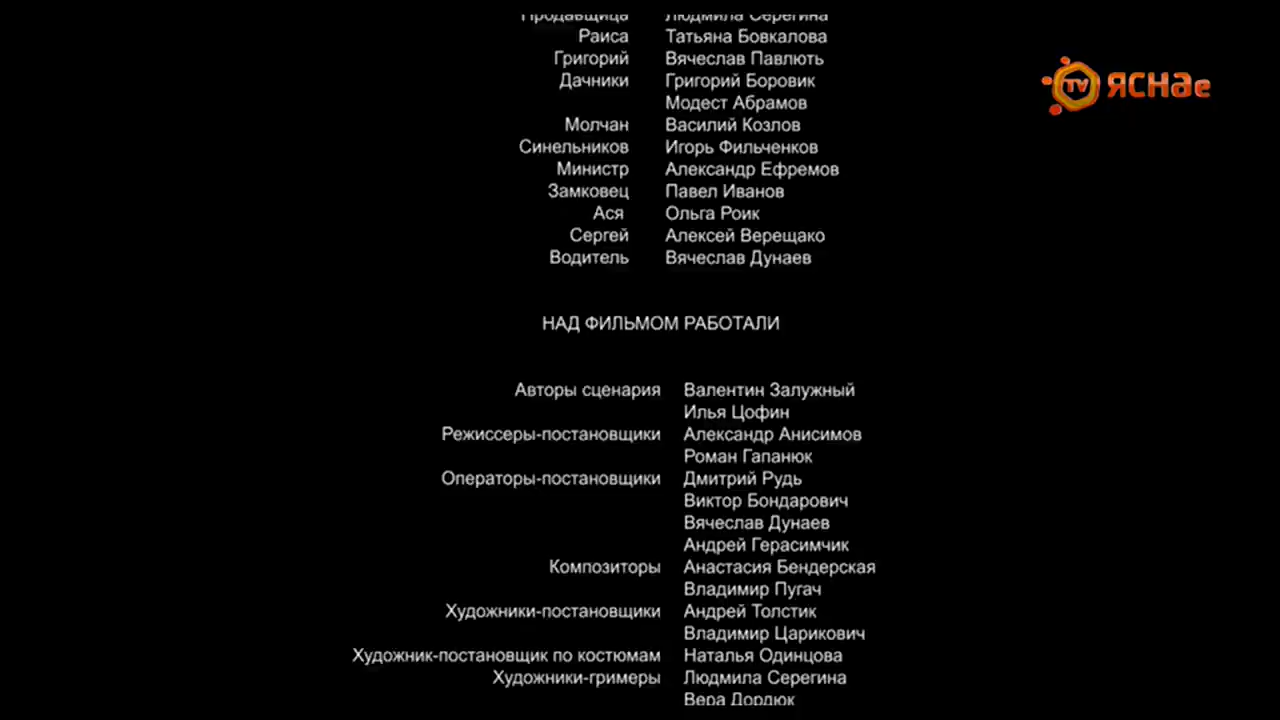 Продавщица Людмила Серегина
Раиса Татьяна Бовкалова
Григорий Вячеслав Павлють
Дачники Григорий Боровик
Модест Абрамов
Молчан Василий Козлов
Синельников Игорь Фильченков
Министр Александр Ефремов
Замковец Павел Иванов
Ася Ольга Роик
Сергей Алексей Верещако
Водитель Вячеслав Дунаев
TV ЯСНАе
НАД ФИЛЬМОМ РАБОТАЛИ
Авторы сценария Валентин Залужный
Илья Цофин
Режиссеры-постановщики Александр Анисимов
Роман Гапанюк
Операторы-постановщики Дмитрий Рудь
Виктор Бондарович
Вячеслав Дунаев
Андрей Герасимчик
Композиторы Анастасия Бендерская
Владимир Пугач
Художники-постановщики Андрей Толстик
Владимир Царикович
Художник-постановщик по костюмам Наталья Одинцова
Художники-гримеры Людмила Серегина
Вера Дордюк